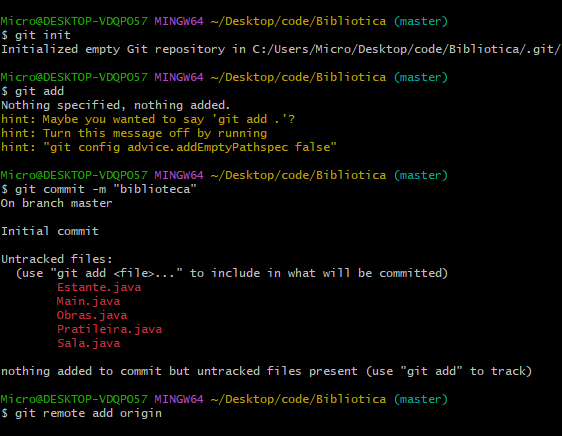 Micro@DESKTOP-VDQPO57 MINGW64 ~/Desktop/code/Bibliotica (master)
$ git init
Initialized empty Git repository in C:/Users/Micro/Desktop/code/Bibliotica/.git/
Micro@DESKTOP-VDQPO57 MINGW64 ~/Desktop/code/Bibliotica (master)
$ git add
Nothing specified, nothing added.
hint: Maybe you wanted to say 'git add .'?
hint: Turn this message off by running
hint: "git config advice.addEmptyPathspec false"
Micro@DESKTOP-VDQPO57 MINGW64 ~/Desktop/code/Bibliotica (master)
$ git commit -m "biblioteca"
On branch master
Initial commit
Untracked files:
  (use "git add <file>..." to include in what will be committed)
        Estante.java
        Main.java
        Obras.java
        Pratileira.java
        Sala.java
nothing added to commit but untracked files present (use "git add" to track)
Micro@DESKTOP-VDQPO57 MINGW64 ~/Desktop/code/Bibliotica (master)
$ git remote add origin